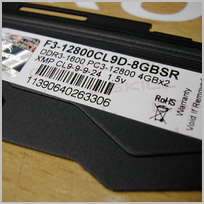 F3-12800CL9D-8GBSR
DDR3-1600 PC3-12800 4GBx2
XMP CL9-9-9-24 1.5v
11390640263306
RoHS
Warranty
Void If Remov